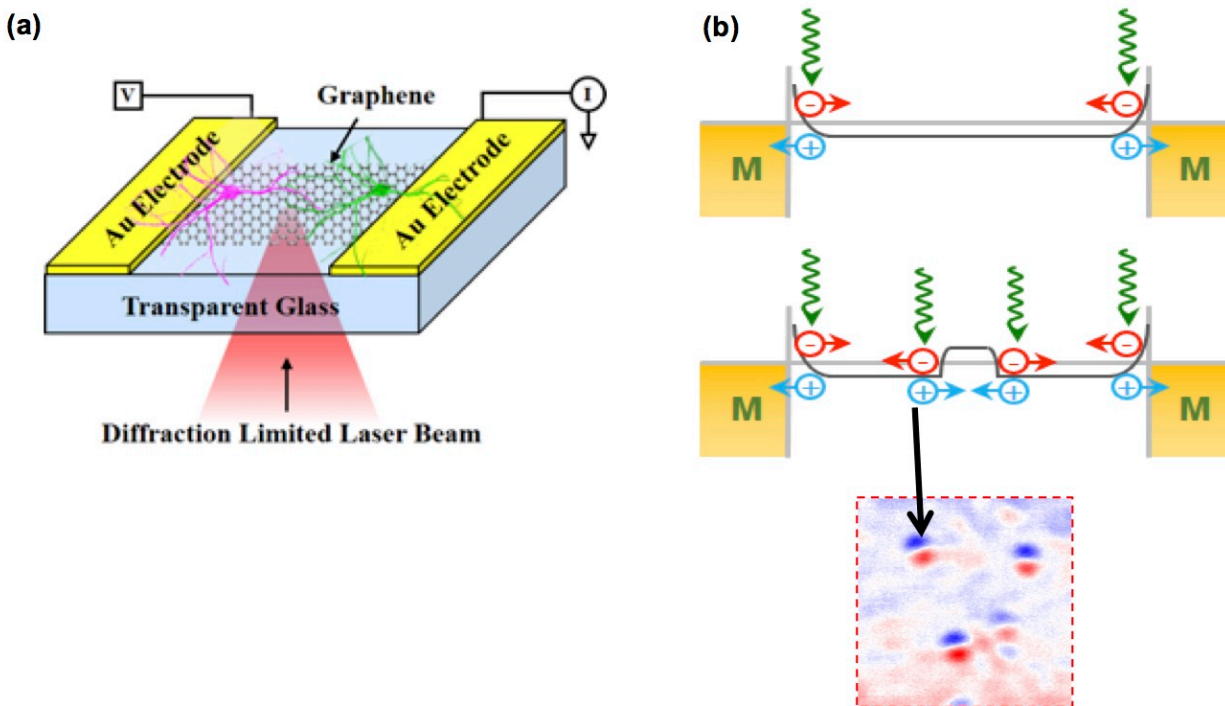 (a)
V
Graphene
I
Au Electrode
Au Electrode
Transparent Glass
Diffraction Limited Laser Beam
(b)
- -
M + + M
- - - -
M + + + + M